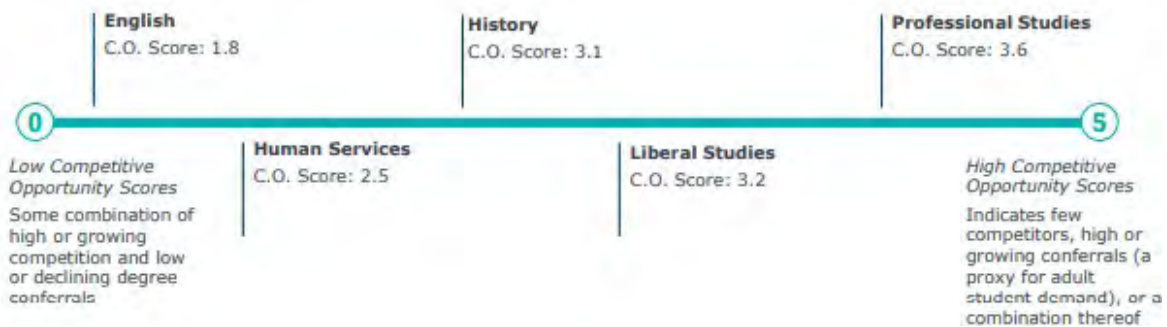 English
C.O. Score: 1.8
History
C.O. Score: 3.1
Professional Studies
C.O. Score: 3.6
0
5
Human Services
C.O. Score: 2.5
Liberal Studies
C.O. Score: 3.2
Low Competitive
Opportunity Scores
Some combination of
high or growing
competition and low
or declining degree
conferrals
High Competitive
Opportunity Scores
Indicates few
competitors, high or
growing conferrals (a
proxy for adult
student demand), or a
combination thereof